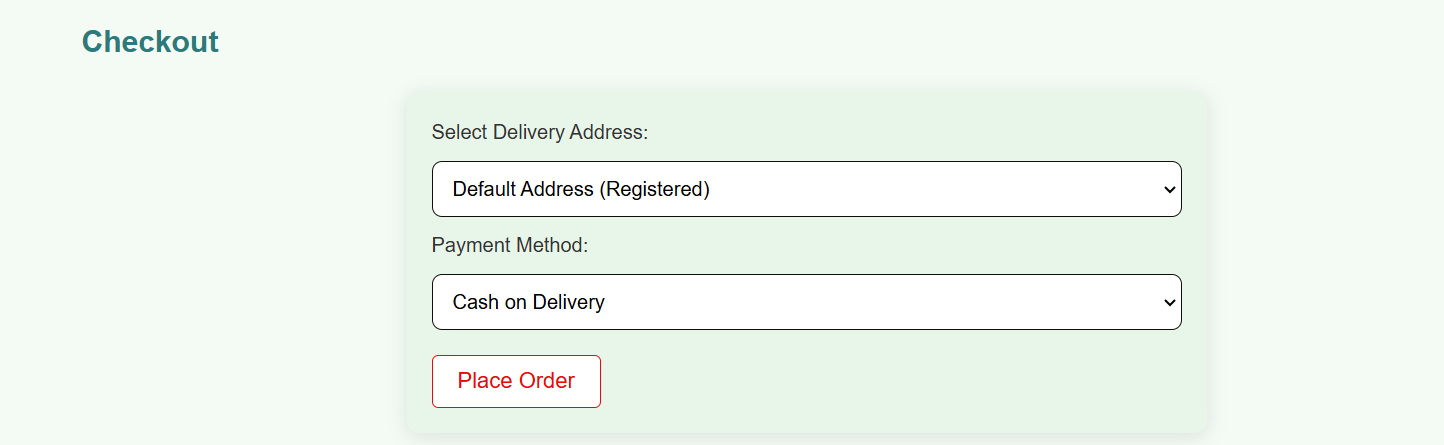 Checkout
Select Delivery Address:
Default Address (Registered)
Payment Method:
Cash on Delivery
Place Order